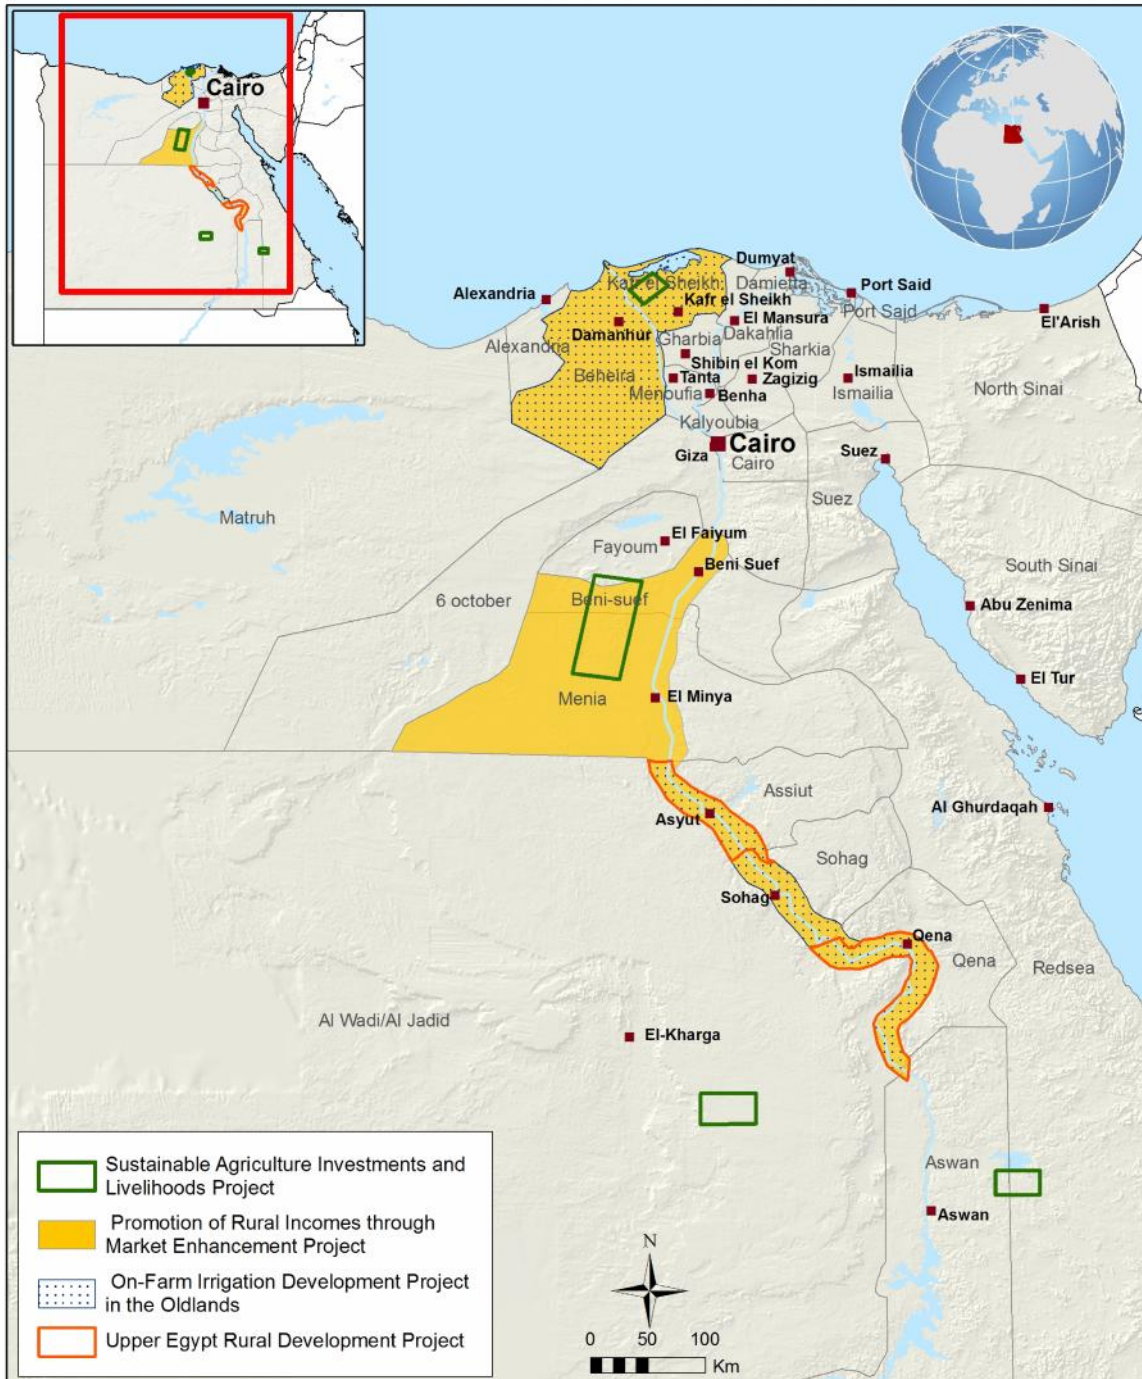 Cairo
Dumyat
Alexandria
Kafr el Sheikh
Damietta
Port Said
Kafr el Sheikh
Port Said
El'Arish
Damanhur
El Mansura
Alexandria
Gharbia
Dakahlia
Sharkia
Shibin el Kom
Beheira
Tanta
Zagizig
Ismailia
North Sinai
Menoufia
Benha
Ismailia
Kalyoubia
Cairo
Giza
Cairo
Suez
Suez
Matruh
El Faiyum
Fayoum
South Sinai
Beni Suef
6 october
Beni-suef
Abu Zenima
El Tur
Menia
El Minya
Assiut
Al Ghurdaqah
Asyut
Sohag
Sohag
Qena
Qena
Redsea
Al Wadi/Al Jadid
El-Kharga
Aswan
Aswan
Sustainable Agriculture Investments and
Livelihoods Project
Promotion of Rural Incomes through
Market Enhancement Project
On-Farm Irrigation Development Project
in the Oldlands
Upper Egypt Rural Development Project
N
0 50 100
Km